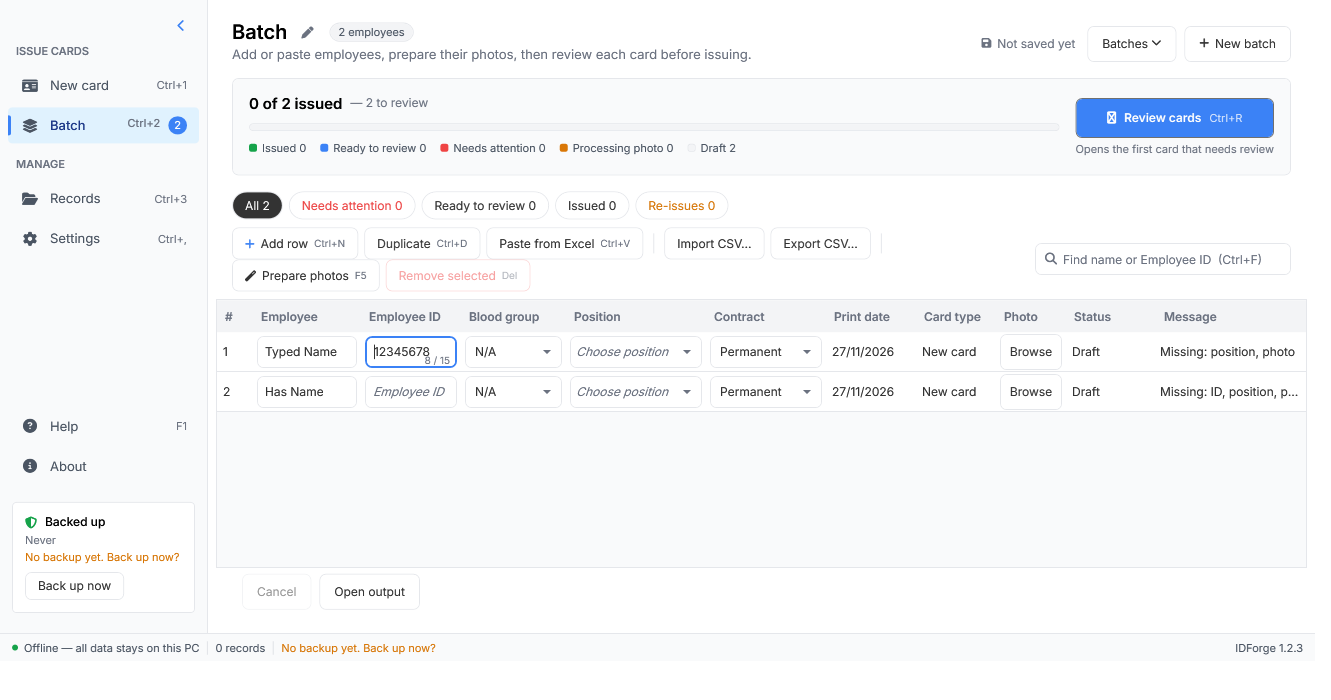 ISSUE CARDS
New card Ctrl+1
Batch Ctrl+2 2
MANAGE
Records Ctrl+3
Settings Ctrl+,
Help F1
About
Backed up
Never
No backup yet. Back up now?
Back up now
Batch 2 employees
Add or paste employees, prepare their photos, then review each card before issuing.
Not saved yet Batches + New batch
0 of 2 issued — 2 to review
Review cards Ctrl+R
Issued 0 Ready to review 0 Needs attention 0 Processing photo 0 Draft 2
Opens the first card that needs review
All 2 Needs attention 0 Ready to review 0 Issued 0 Re-issues 0
+ Add row Ctrl+N Duplicate Ctrl+D Paste from Excel Ctrl+V Import CSV... Export CSV...
Prepare photos F5 Remove selected Del
Find name or Employee ID (Ctrl+F)
# Employee Employee ID Blood group Position Contract Print date Card type Photo Status Message
1 Typed Name 12345678 8 / 15 N/A Choose position Permanent 27/11/2026 New card Browse Draft Missing: position, photo
2 Has Name Employee ID N/A Choose position Permanent 27/11/2026 New card Browse Draft Missing: ID, position, p...
Cancel Open output
Offline — all data stays on this PC 0 records No backup yet. Back up now? IDForge 1.2.3